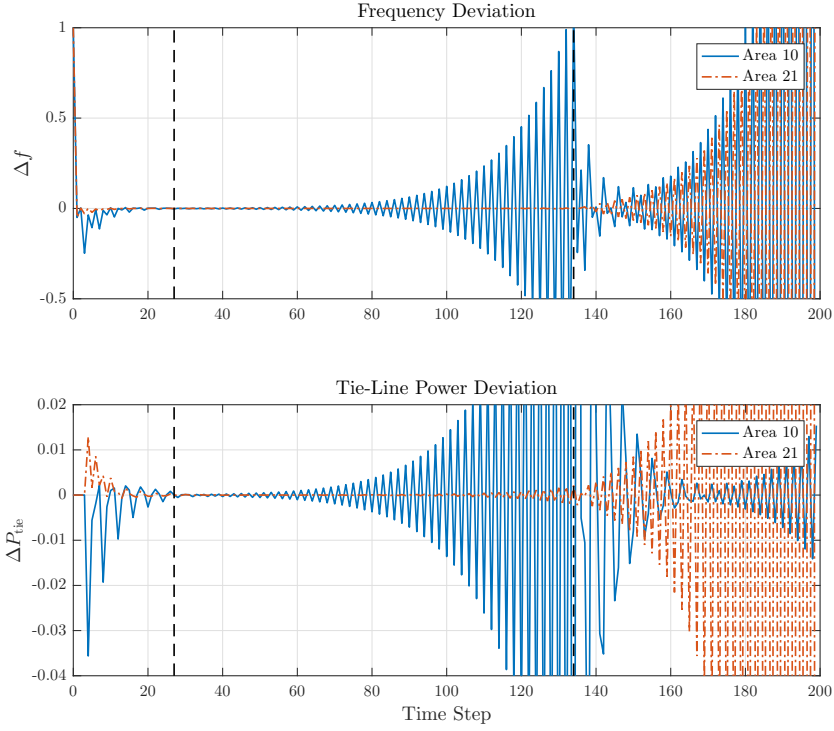 Frequency Deviation
1
0.5
0
-0.5
Δf
Area 10
Area 21
0 20 40 60 80 100 120 140 160 180 200
Tie-Line Power Deviation
0.02
0.01
0
-0.01
-0.02
-0.03
-0.04
ΔP_tie
Area 10
Area 21
0 20 40 60 80 100 120 140 160 180 200
Time Step